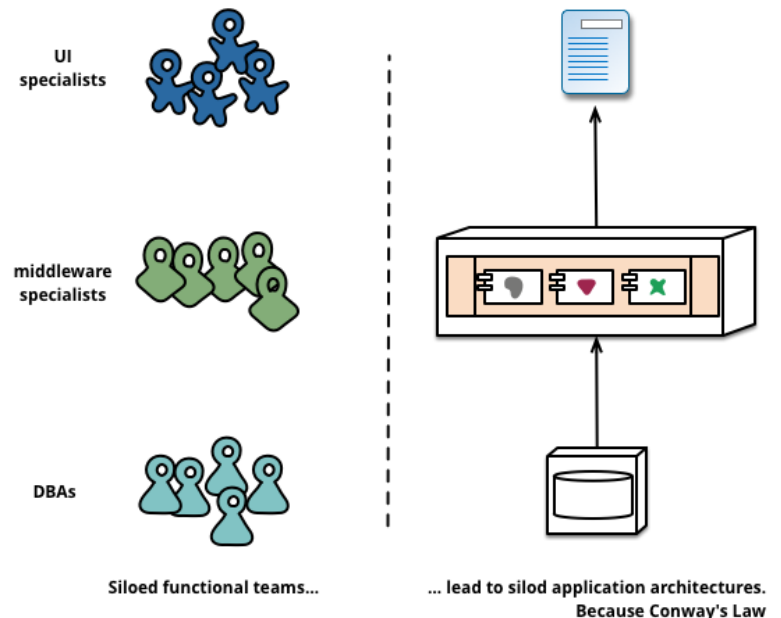 UI
specialists
middleware
specialists
DBAs
Siloed functional teams...
... lead to silod application architectures.
Because Conway's Law